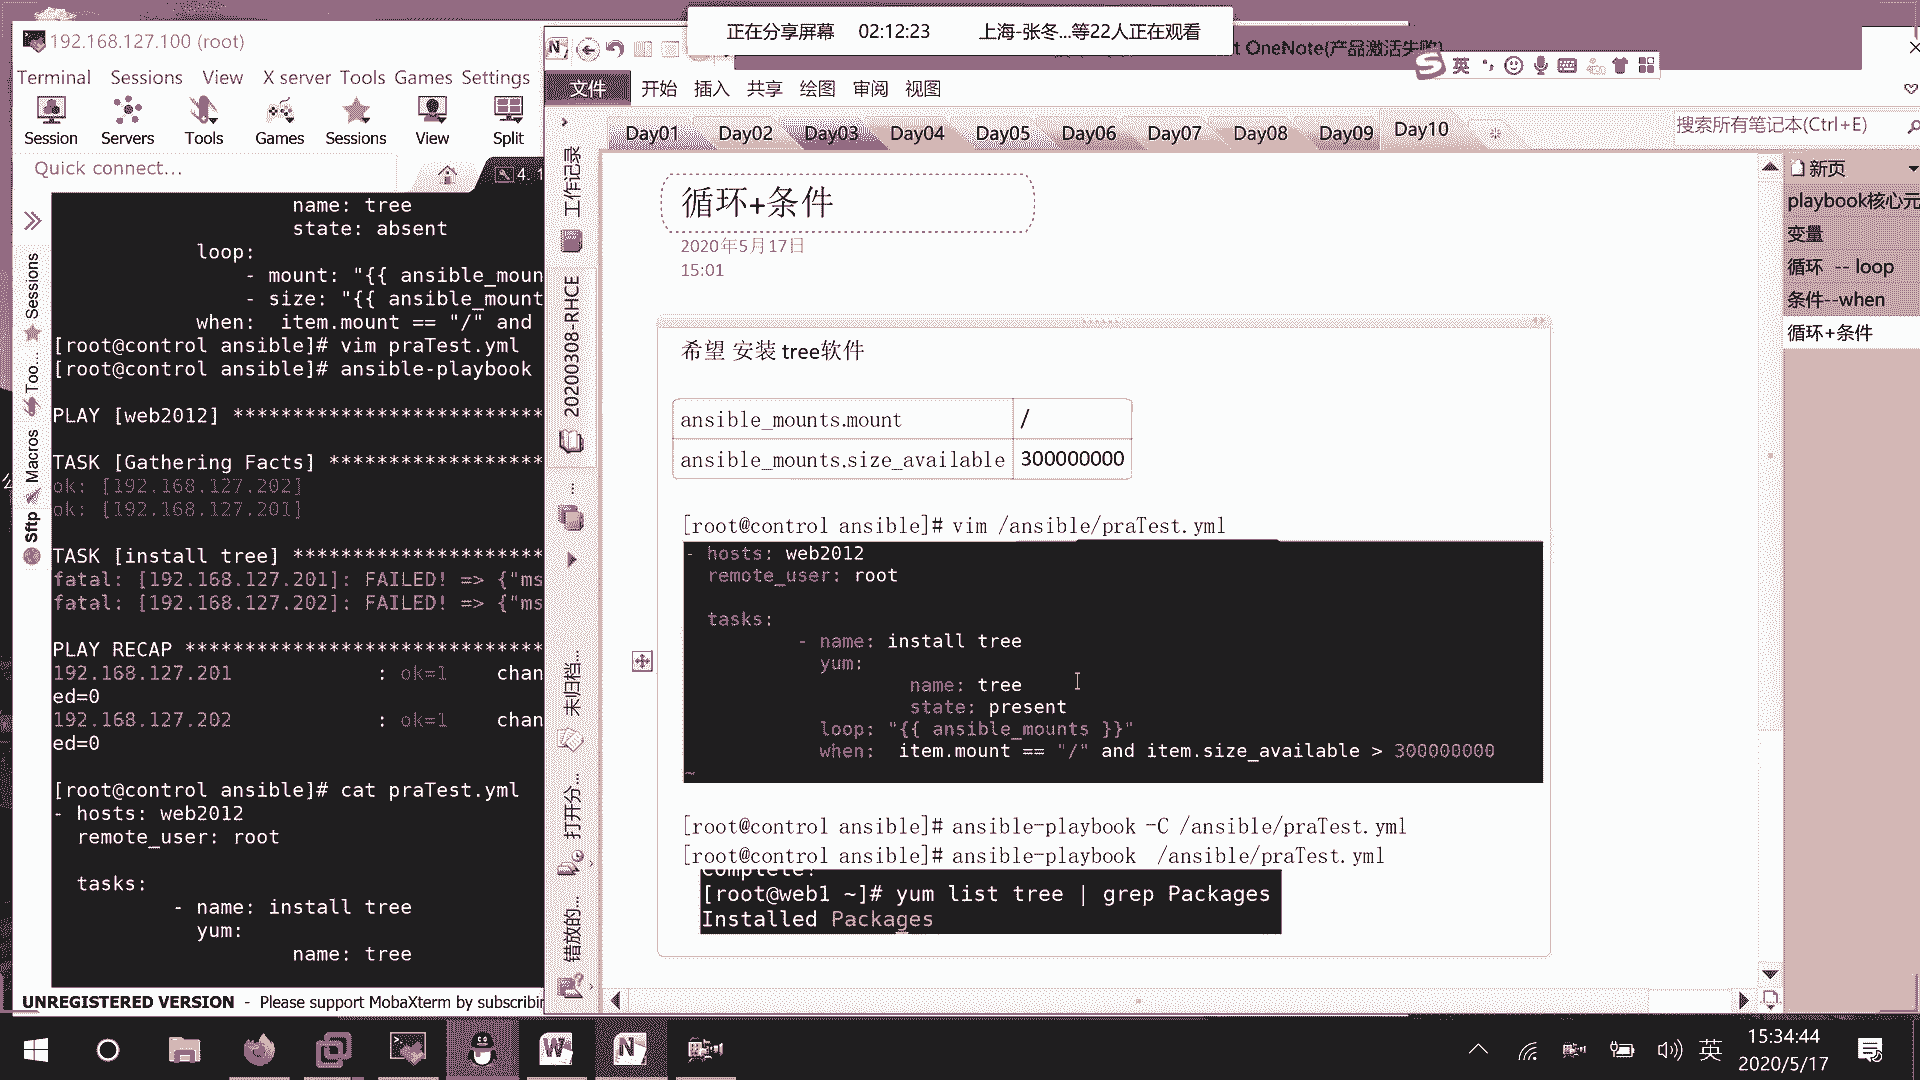 正在分享屏幕 02:12:23 上海-张冬...等22人正在观看
192.168.127.100 (root)
Terminal Sessions View X server Tools Games Settings
Session Servers Tools Games Sessions View Split
Quick connect...
4. 1
Sessions
Too...
Macros
Sftp
name: tree
state: absent
loop:
- mount: "{{ ansible_moun
- size: "{{ ansible_mount
when: item.mount == "/" and
[root@control ansible]# vim praTest.yml
[root@control ansible]# ansible-playbook
PLAY [web2012] **************************
TASK [Gathering Facts] ******************
ok: [192.168.127.202]
ok: [192.168.127.201]
TASK [install tree] *********************
fatal: [192.168.127.201]: FAILED! => {"ms
fatal: [192.168.127.202]: FAILED! => {"ms
PLAY RECAP ******************************
192.168.127.201 : ok=1 chan
ed=0
192.168.127.202 : ok=1 chan
ed=0
[root@control ansible]# cat praTest.yml
- hosts: web2012
remote_user: root
tasks:
- name: install tree
yum:
name: tree
UNREGISTERED VERSION - Please support MobaXterm by subscribin
OneNote(产品激活失败)
英
文件 开始 插入 共享 绘图 审阅 视图
Day01 Day02 Day03 Day04 Day05 Day06 Day07 Day08 Day09 Day10
搜索所有笔记本(Ctrl+E)
工作记录
20200308-RHCE
未归档...
打开分...
错放的...
循环+条件
2020年5月17日
15:01
希望 安装 tree软件
ansible_mounts.mount /
ansible_mounts.size_available 300000000
[root@control ansible]# vim /ansible/praTest.yml
- hosts: web2012
remote_user: root
tasks:
- name: install tree
yum:
name: tree
state: present
loop: "{{ ansible_mounts }}"
when: item.mount == "/" and item.size_available > 300000000
~
[root@control ansible]# ansible-playbook -C /ansible/praTest.yml
[root@control ansible]# ansible-playbook /ansible/praTest.yml
Complete!
[root@web1 ~]# yum list tree | grep Packages
Installed Packages
新页
playbook核心元
变量
循环 -- loop
条件--when
循环+条件
英
15:34:44
2020/5/17